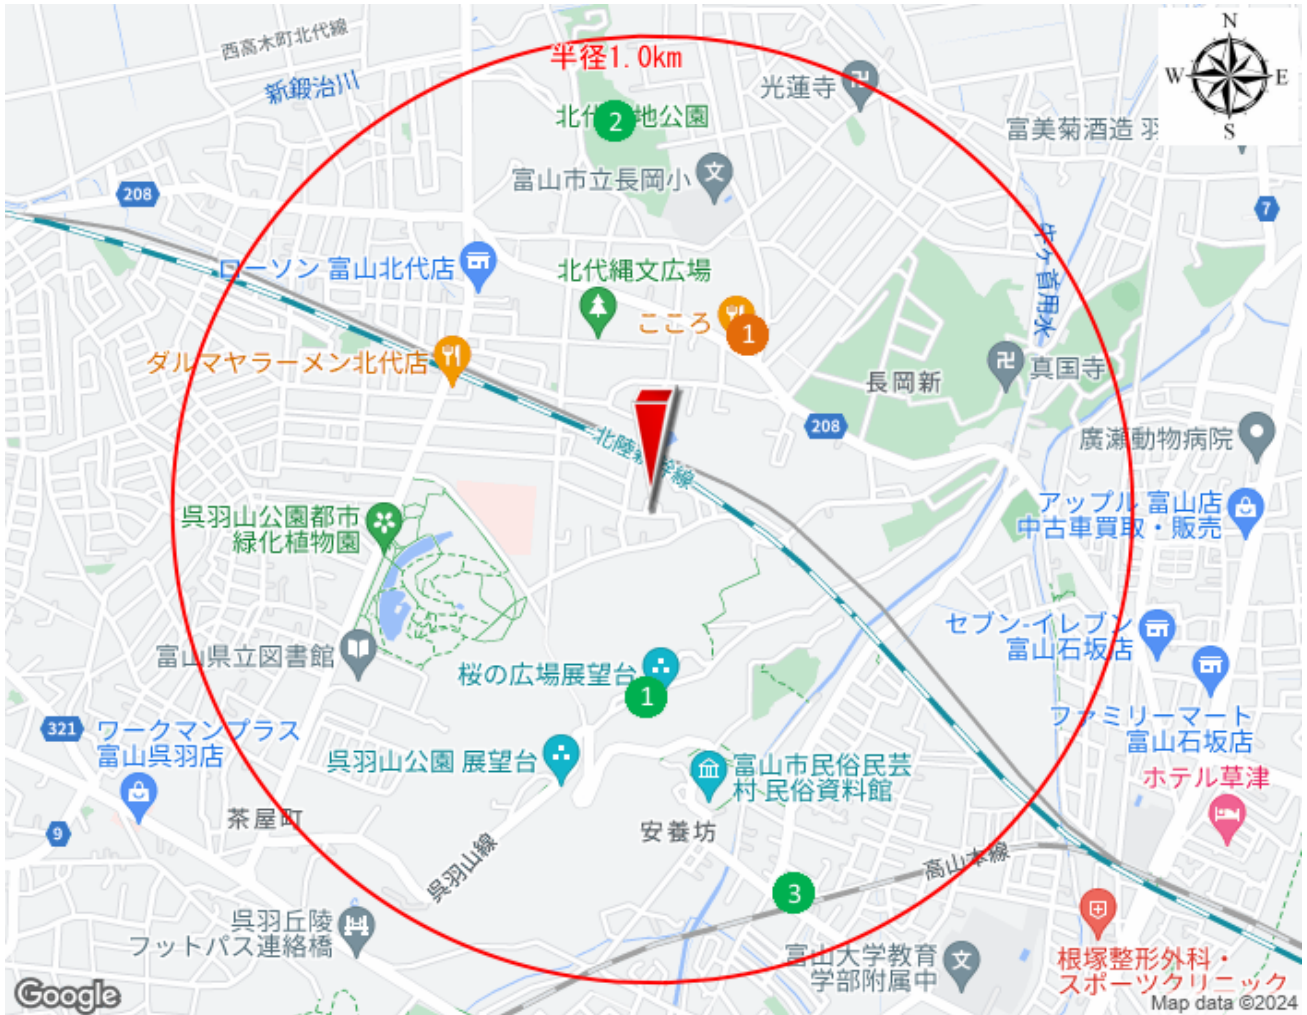 N
W
E
S
西高木町北代線
半径1.0km
新鍛治川
光蓮寺
北代
地公園
2
富美菊酒造 羽
富山市立長岡小
文
208
7
牛ケ首用水
ローソン 富山北代店
北代縄文広場
こころ
1
ダルマヤラーメン北代店
長岡新
真国寺
208
北陸新幹線
廣瀬動物病院
呉羽山公園都市
緑化植物園
アップル 富山店
中古車買取・販売
セブン-イレブン
富山石坂店
富山県立図書館
桜の広場展望台
1
321
ワークマンプラス
富山呉羽店
ファミリーマート
富山石坂店
呉羽山公園 展望台
富山市民俗民芸
村 民俗資料館
ホテル草津
茶屋町
9
安養坊
呉羽山線
高山本線
3
呉羽丘陵
フットパス連絡橋
富山大学教育
学部附属中
文
根塚整形外科・
スポーツクリニック
Google
Map data ©2024